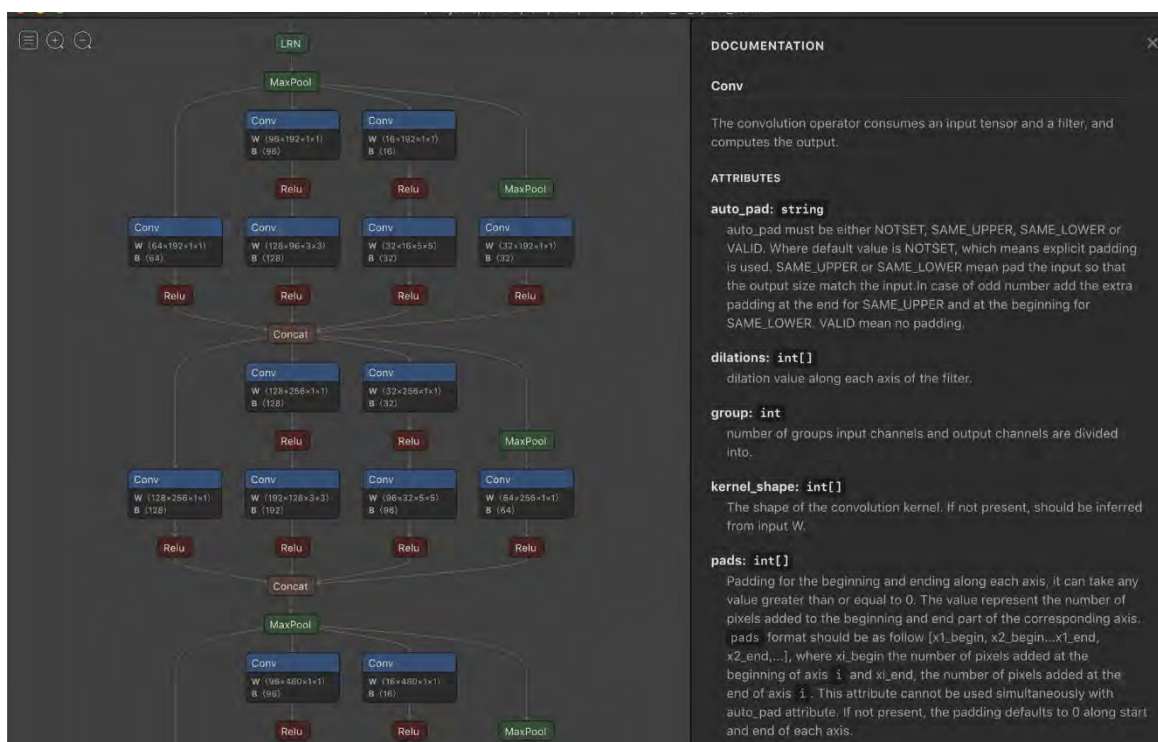 LRN
MaxPool
Conv
W ⟨96×192×1×1⟩
B ⟨96⟩
Conv
W ⟨16×192×1×1⟩
B ⟨16⟩
Relu
Relu
MaxPool
Conv
W ⟨64×192×1×1⟩
B ⟨64⟩
Conv
W ⟨128×96×3×3⟩
B ⟨128⟩
Conv
W ⟨32×16×5×5⟩
B ⟨32⟩
Conv
W ⟨32×192×1×1⟩
B ⟨32⟩
Relu
Relu
Relu
Relu
Concat
Conv
W ⟨128×256×1×1⟩
B ⟨128⟩
Conv
W ⟨32×256×1×1⟩
B ⟨32⟩
Relu
Relu
MaxPool
Conv
W ⟨128×256×1×1⟩
B ⟨128⟩
Conv
W ⟨192×128×3×3⟩
B ⟨192⟩
Conv
W ⟨96×32×5×5⟩
B ⟨96⟩
Conv
W ⟨64×256×1×1⟩
B ⟨64⟩
Relu
Relu
Relu
Relu
Concat
MaxPool
Conv
W ⟨96×480×1×1⟩
B ⟨96⟩
Conv
W ⟨16×480×1×1⟩
B ⟨16⟩
Relu
Relu
MaxPool
DOCUMENTATION
Conv
The convolution operator consumes an input tensor and a filter, and
computes the output.
ATTRIBUTES
auto_pad: string
auto_pad must be either NOTSET, SAME_UPPER, SAME_LOWER or
VALID. Where default value is NOTSET, which means explicit padding
is used. SAME_UPPER or SAME_LOWER mean pad the input so that
the output size match the input.In case of odd number add the extra
padding at the end for SAME_UPPER and at the beginning for
SAME_LOWER. VALID mean no padding.
dilations: int[]
dilation value along each axis of the filter.
group: int
number of groups input channels and output channels are divided
into.
kernel_shape: int[]
The shape of the convolution kernel. If not present, should be inferred
from input W.
pads: int[]
Padding for the beginning and ending along each axis, it can take any
value greater than or equal to 0. The value represent the number of
pixels added to the beginning and end part of the corresponding axis.
pads format should be as follow [x1_begin, x2_begin...x1_end,
x2_end,...], where xi_begin the number of pixels added at the
beginning of axis i and xi_end, the number of pixels added at the
end of axis i . This attribute cannot be used simultaneously with
auto_pad attribute. If not present, the padding defaults to 0 along start
and end of each axis.